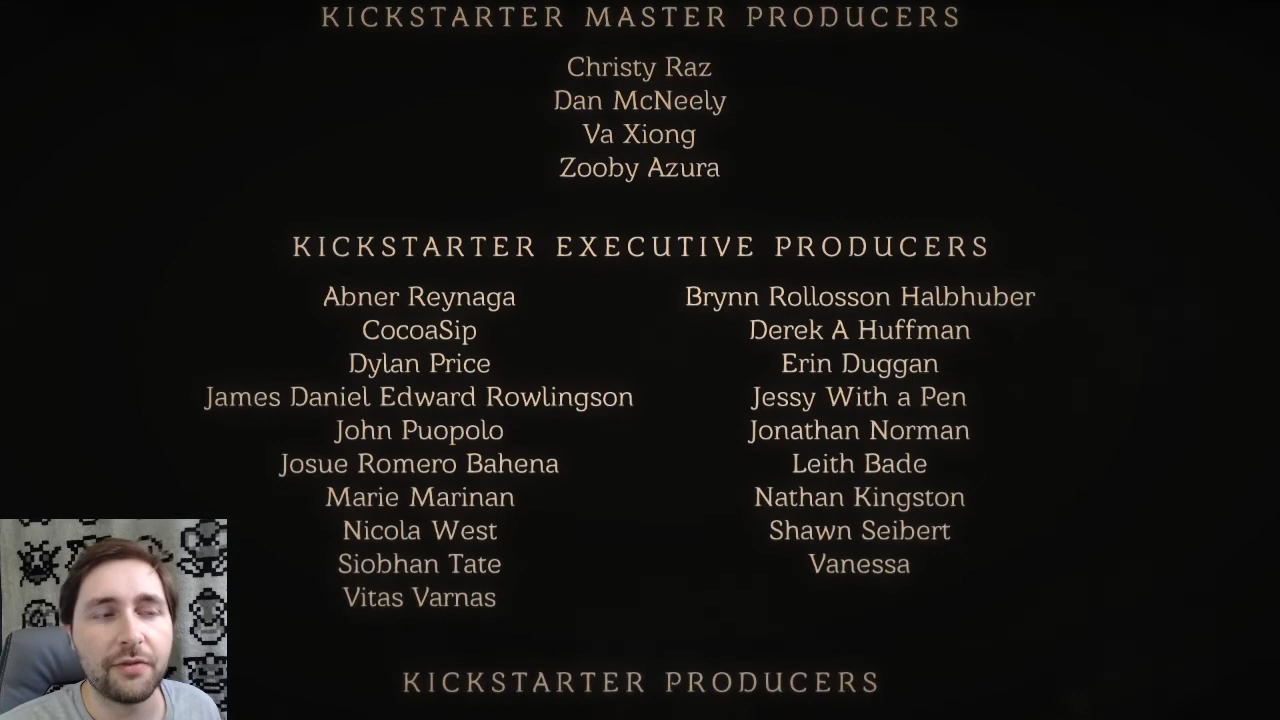 KICKSTARTER MASTER PRODUCERS
Christy Raz
Dan McNeely
Va Xiong
Zooby Azura
KICKSTARTER EXECUTIVE PRODUCERS
Abner Reynaga
CocoaSip
Dylan Price
James Daniel Edward Rowlingson
John Puopolo
Josue Romero Bahena
Marie Marinan
Nicola West
Siobhan Tate
Vitas Varnas
Brynn Rollosson Halbhuber
Derek A Huffman
Erin Duggan
Jessy With a Pen
Jonathan Norman
Leith Bade
Nathan Kingston
Shawn Seibert
Vanessa
KICKSTARTER PRODUCERS